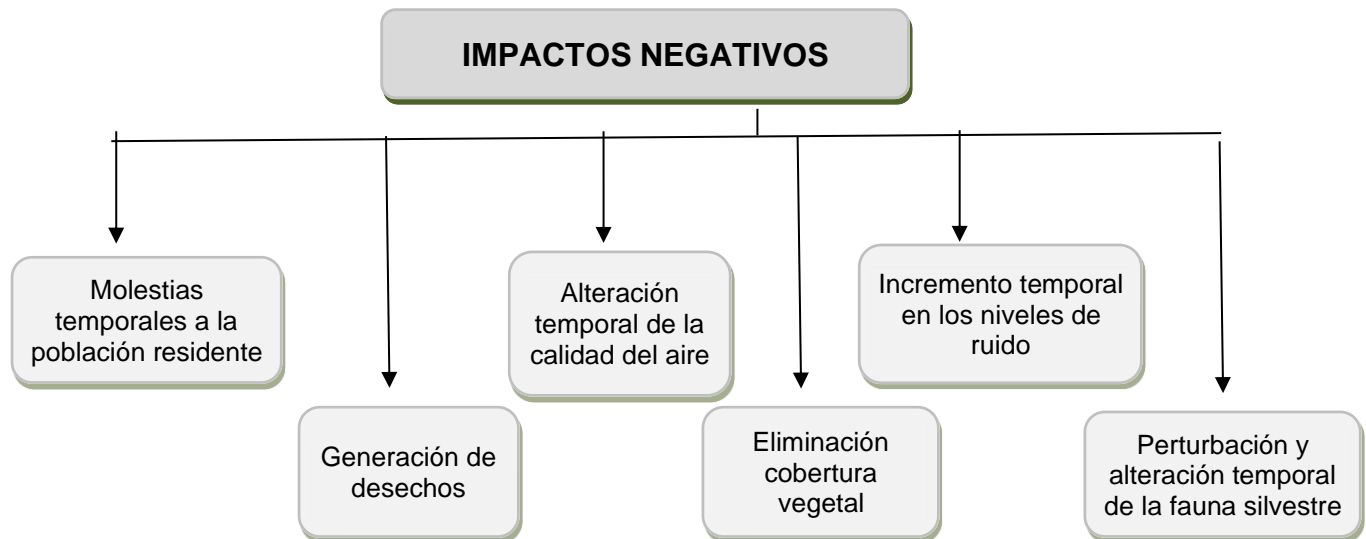 IMPACTOS NEGATIVOS
Molestias
temporales a la
población residente
Generación de
desechos
Alteración
temporal de la
calidad del aire
Eliminación
cobertura
vegetal
Incremento temporal
en los niveles de
ruido
Perturbación y
alteración temporal
de la fauna silvestre